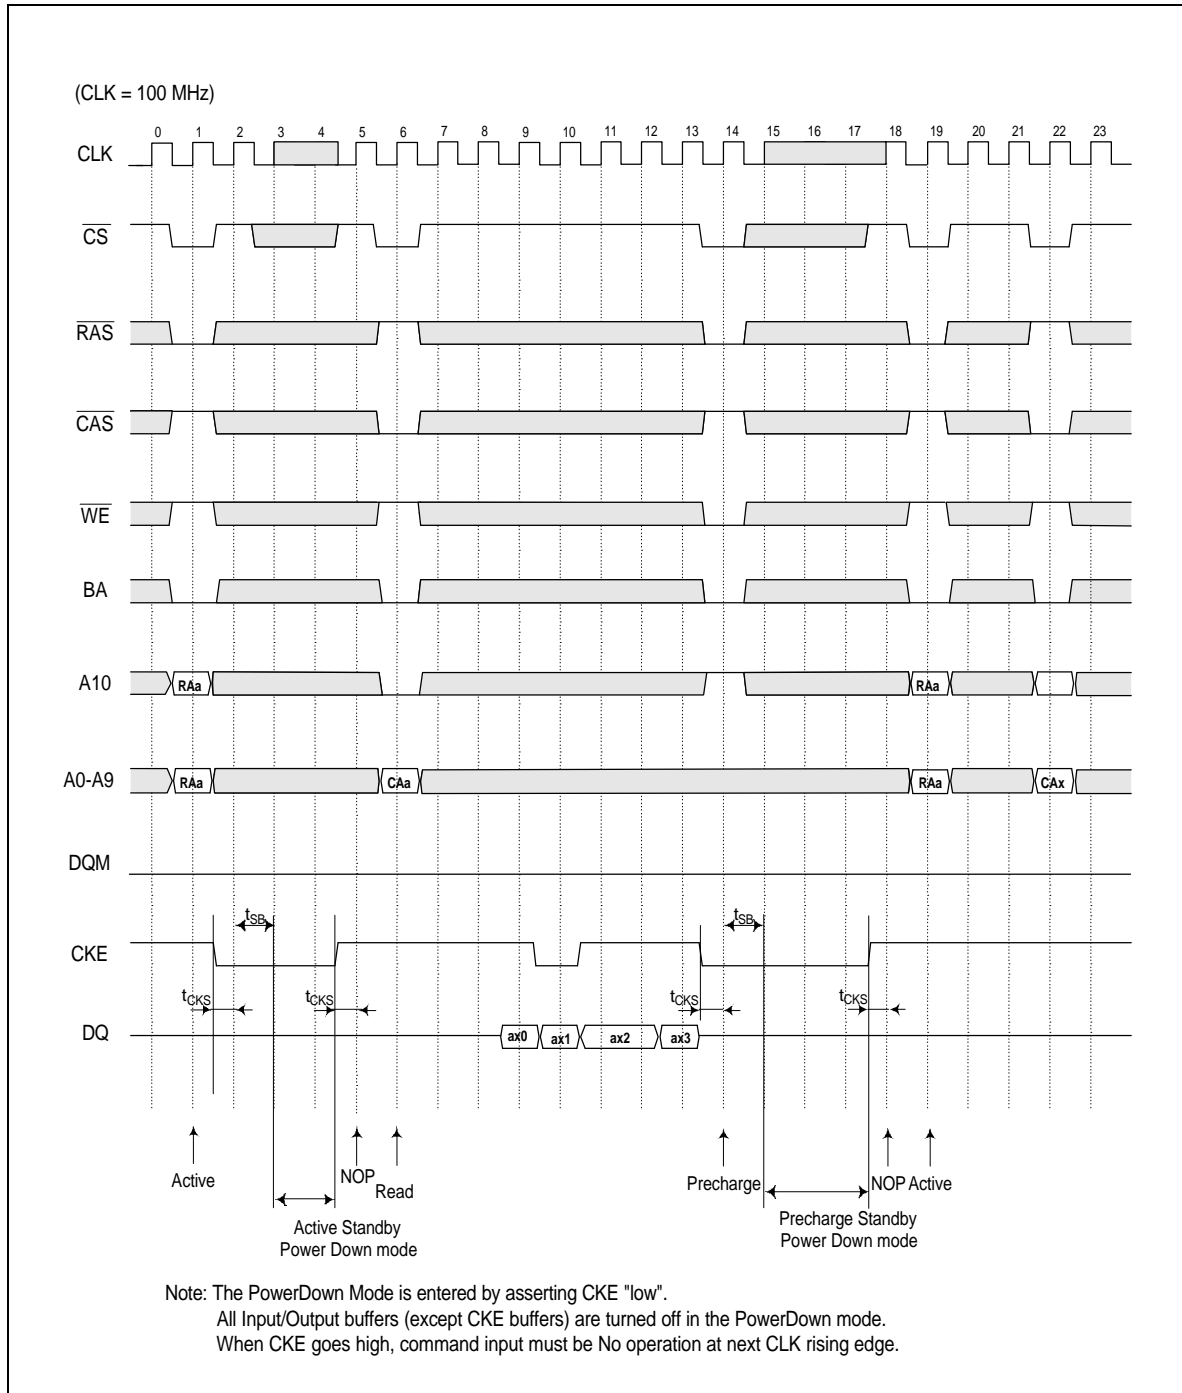 (CLK = 100 MHz)
0 1 2 3 4 5 6 7 8 9 10 11 12 13 14 15 16 17 18 19 20 21 22 23
CLK
CS
RAS
CAS
WE
BA
A10 RAa RAa
A0-A9 RAa CAa RAa CAx
DQM
tSB tSB
CKE
tCKS tCKS tCKS tCKS
DQ ax0 ax1 ax2 ax3
Active NOP Read Precharge NOP Active
Active Standby
Power Down mode
Precharge Standby
Power Down mode
Note: The PowerDown Mode is entered by asserting CKE "low".
All Input/Output buffers (except CKE buffers) are turned off in the PowerDown mode.
When CKE goes high, command input must be No operation at next CLK rising edge.